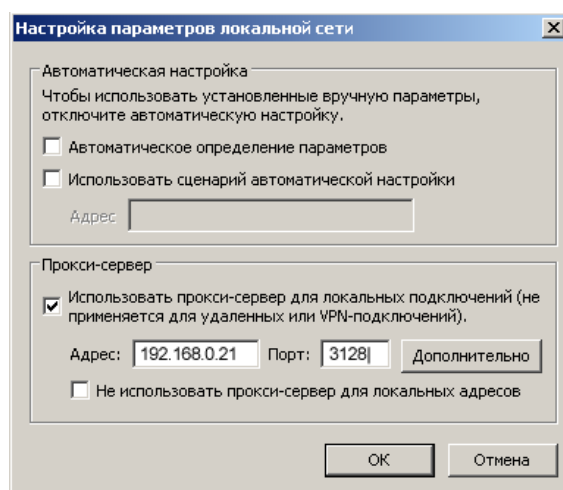 Настройка параметров локальной сети
Автоматическая настройка
Чтобы использовать установленные вручную параметры,
отключите автоматическую настройку.
Автоматическое определение параметров
Использовать сценарий автоматической настройки
Адрес
Прокси-сервер
Использовать прокси-сервер для локальных подключений (не
применяется для удаленных или VPN-подключений).
Адрес: 192.168.0.21 Порт: 3128 Дополнительно
Не использовать прокси-сервер для локальных адресов
ОК Отмена